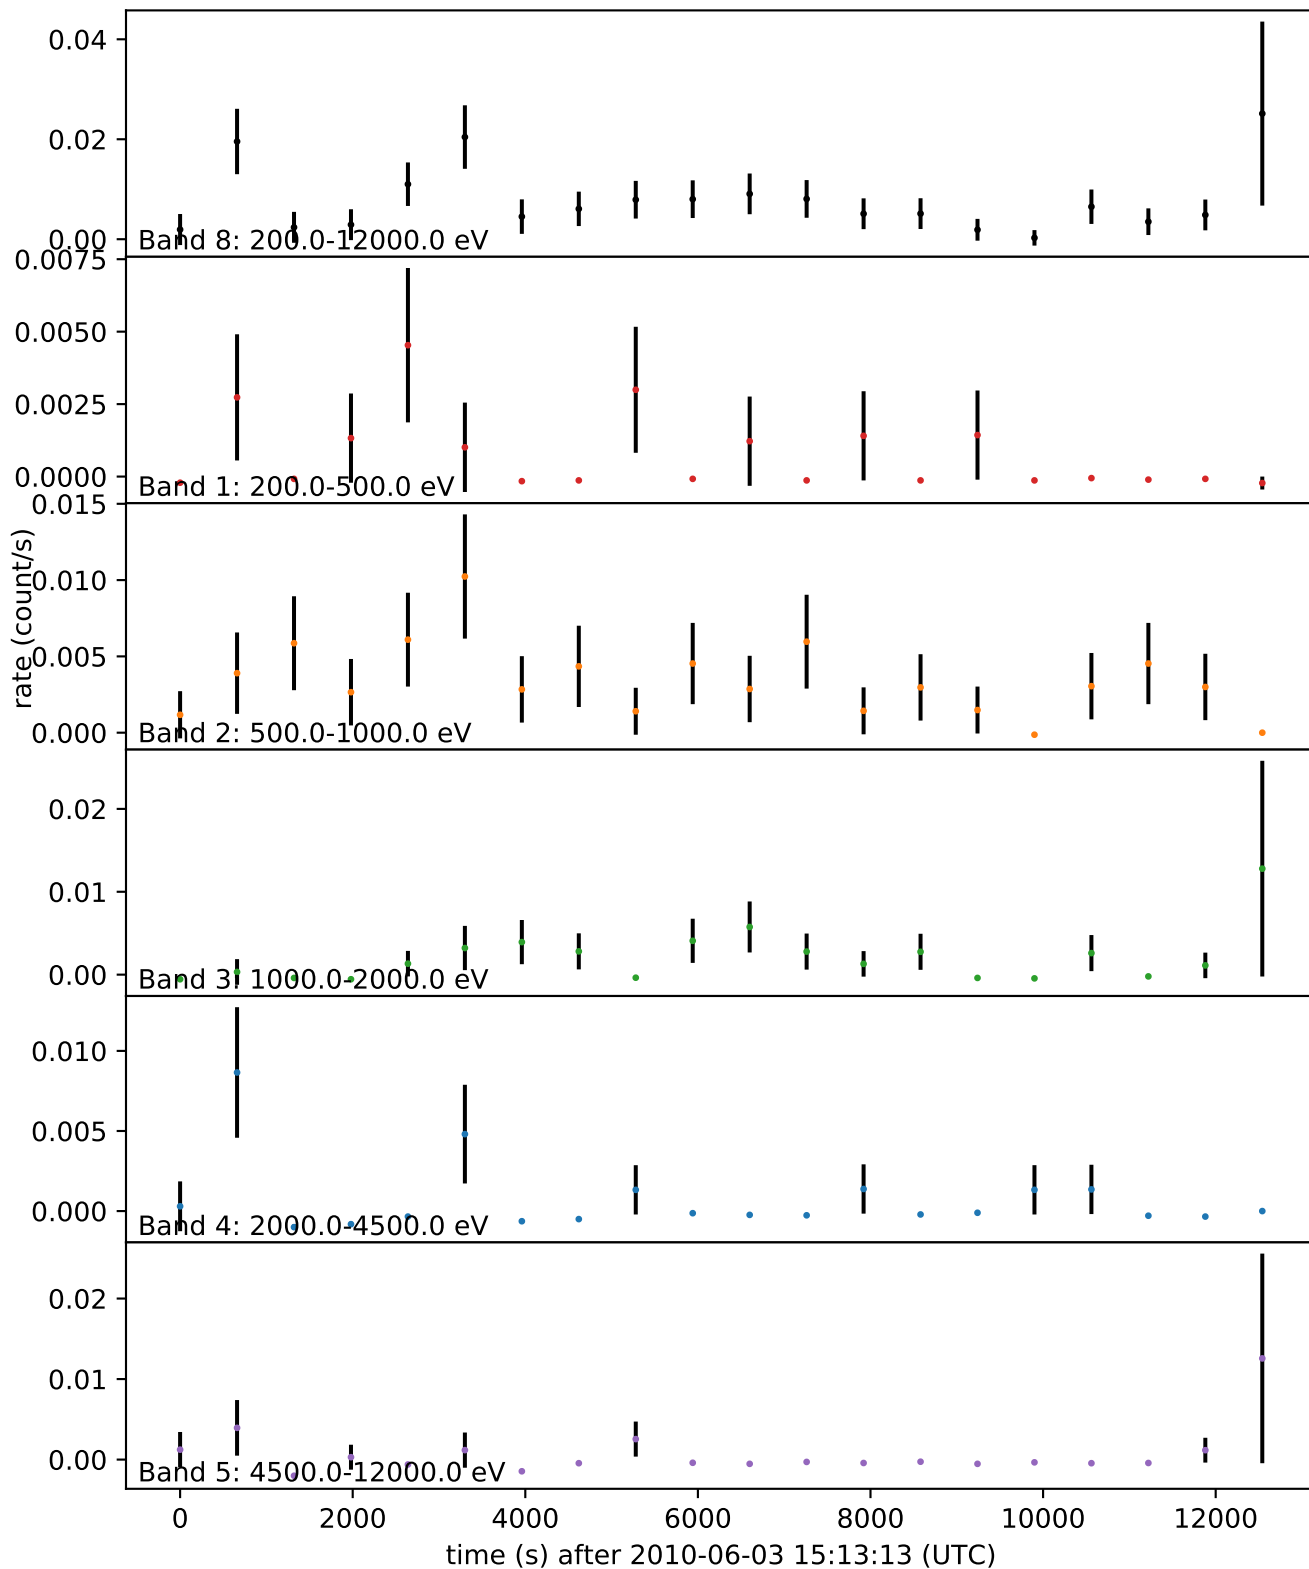 0.04
0.02
0.00
Band 8: 200.0-12000.0 eV
0.0075
0.0050
0.0025
0.0000
Band 1: 200.0-500.0 eV
0.015
0.010
0.005
0.000
Band 2: 500.0-1000.0 eV
rate (count/s)
0.02
0.01
0.00
Band 3: 1000.0-2000.0 eV
0.010
0.005
0.000
Band 4: 2000.0-4500.0 eV
0.02
0.01
0.00
Band 5: 4500.0-12000.0 eV
0 2000 4000 6000 8000 10000 12000
time (s) after 2010-06-03 15:13:13 (UTC)